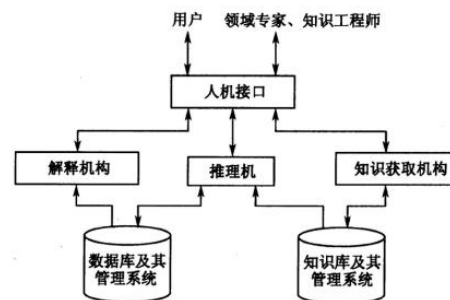 用户 领域专家、知识工程师
人机接口
解释机构 推理机 知识获取机构
数据库及其 知识库及其
管理系统 管理系统